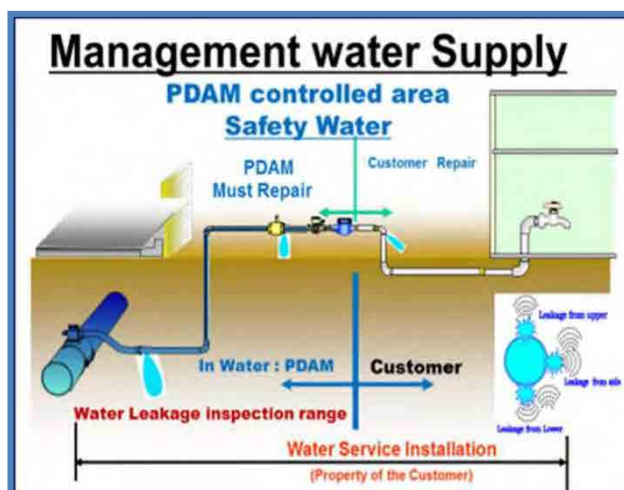 Management water Supply
PDAM controlled area
Safety Water
PDAM
Must Repair
Customer Repair
Leakage from upper
Leakage from side
Leakage from Lower
In Water : PDAM
Customer
Water Leakage inspection range
Water Service Installation
(Property of the Customer)